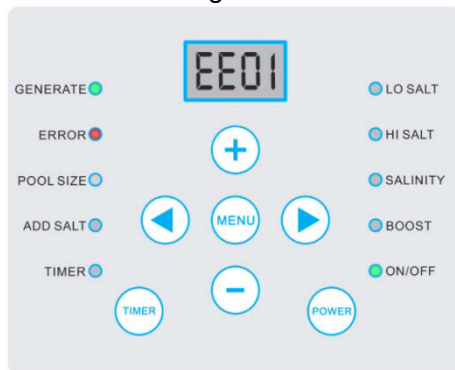 EE01
GENERATE
LO SALT
ERROR
HI SALT
+
POOL SIZE
SALINITY
ADD SALT
MENU
BOOST
TIMER
ON/OFF
−
TIMER
POWER